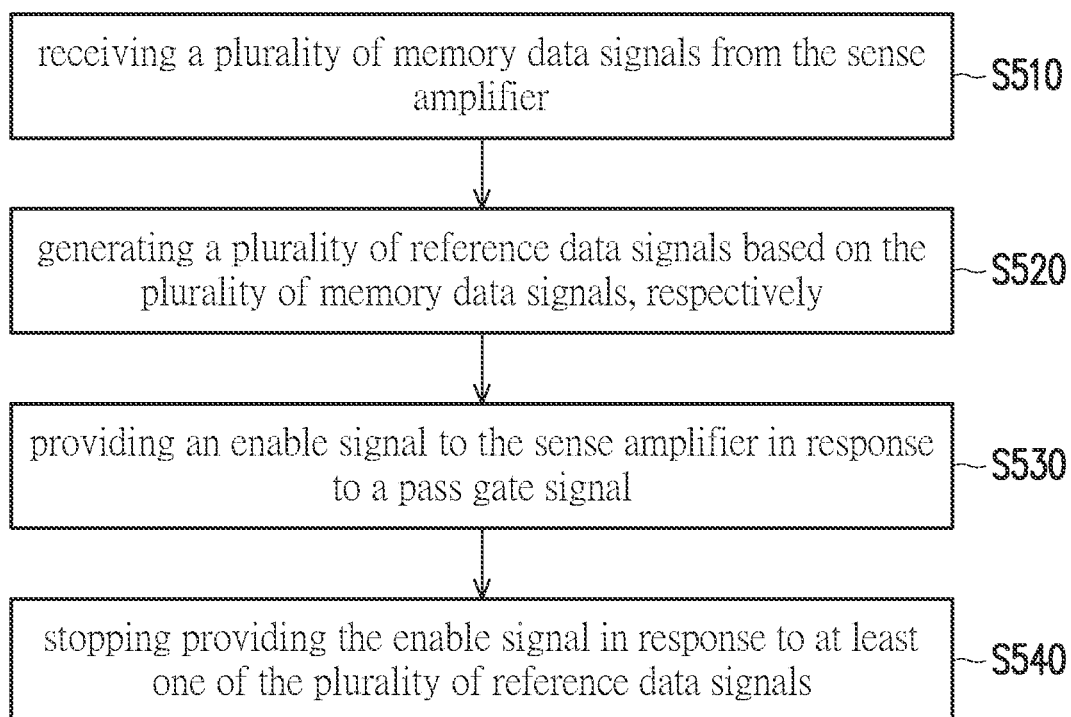 receiving a plurality of memory data signals from the sense
amplifier
S510
generating a plurality of reference data signals based on the
plurality of memory data signals, respectively
S520
providing an enable signal to the sense amplifier in response
to a pass gate signal
S530
stopping providing the enable signal in response to at least
one of the plurality of reference data signals
S540